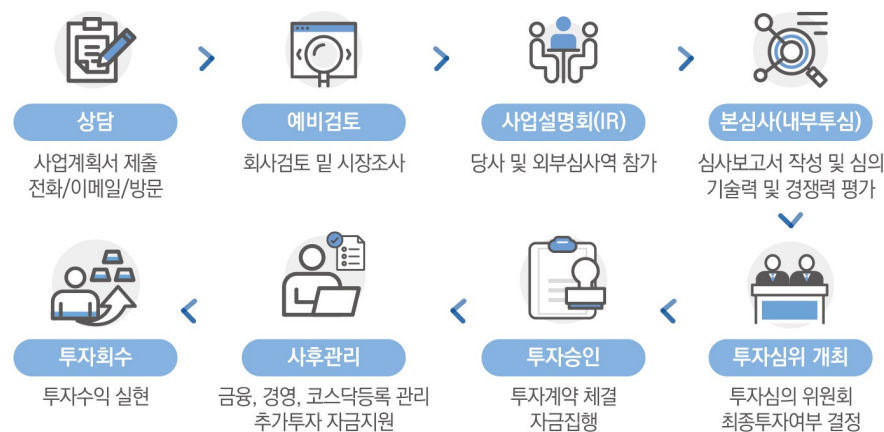 상담
사업계획서 제출
전화/이메일/방문
예비검토
회사검토 밑 시장조사
사업설명회(IR)
당사 및 외부심사역 참가
본심사(내부투심)
심사보고서 작성 및 심의
기술력 및 경쟁력 평가
투자심위 개최
투자심의 위원회
최종투자여부 결정
투자승인
투자계약 체결
자금집행
사후관리
금융, 경영, 코스닥등록 관리
추가투자 자금지원
투자회수
투자수익 실현